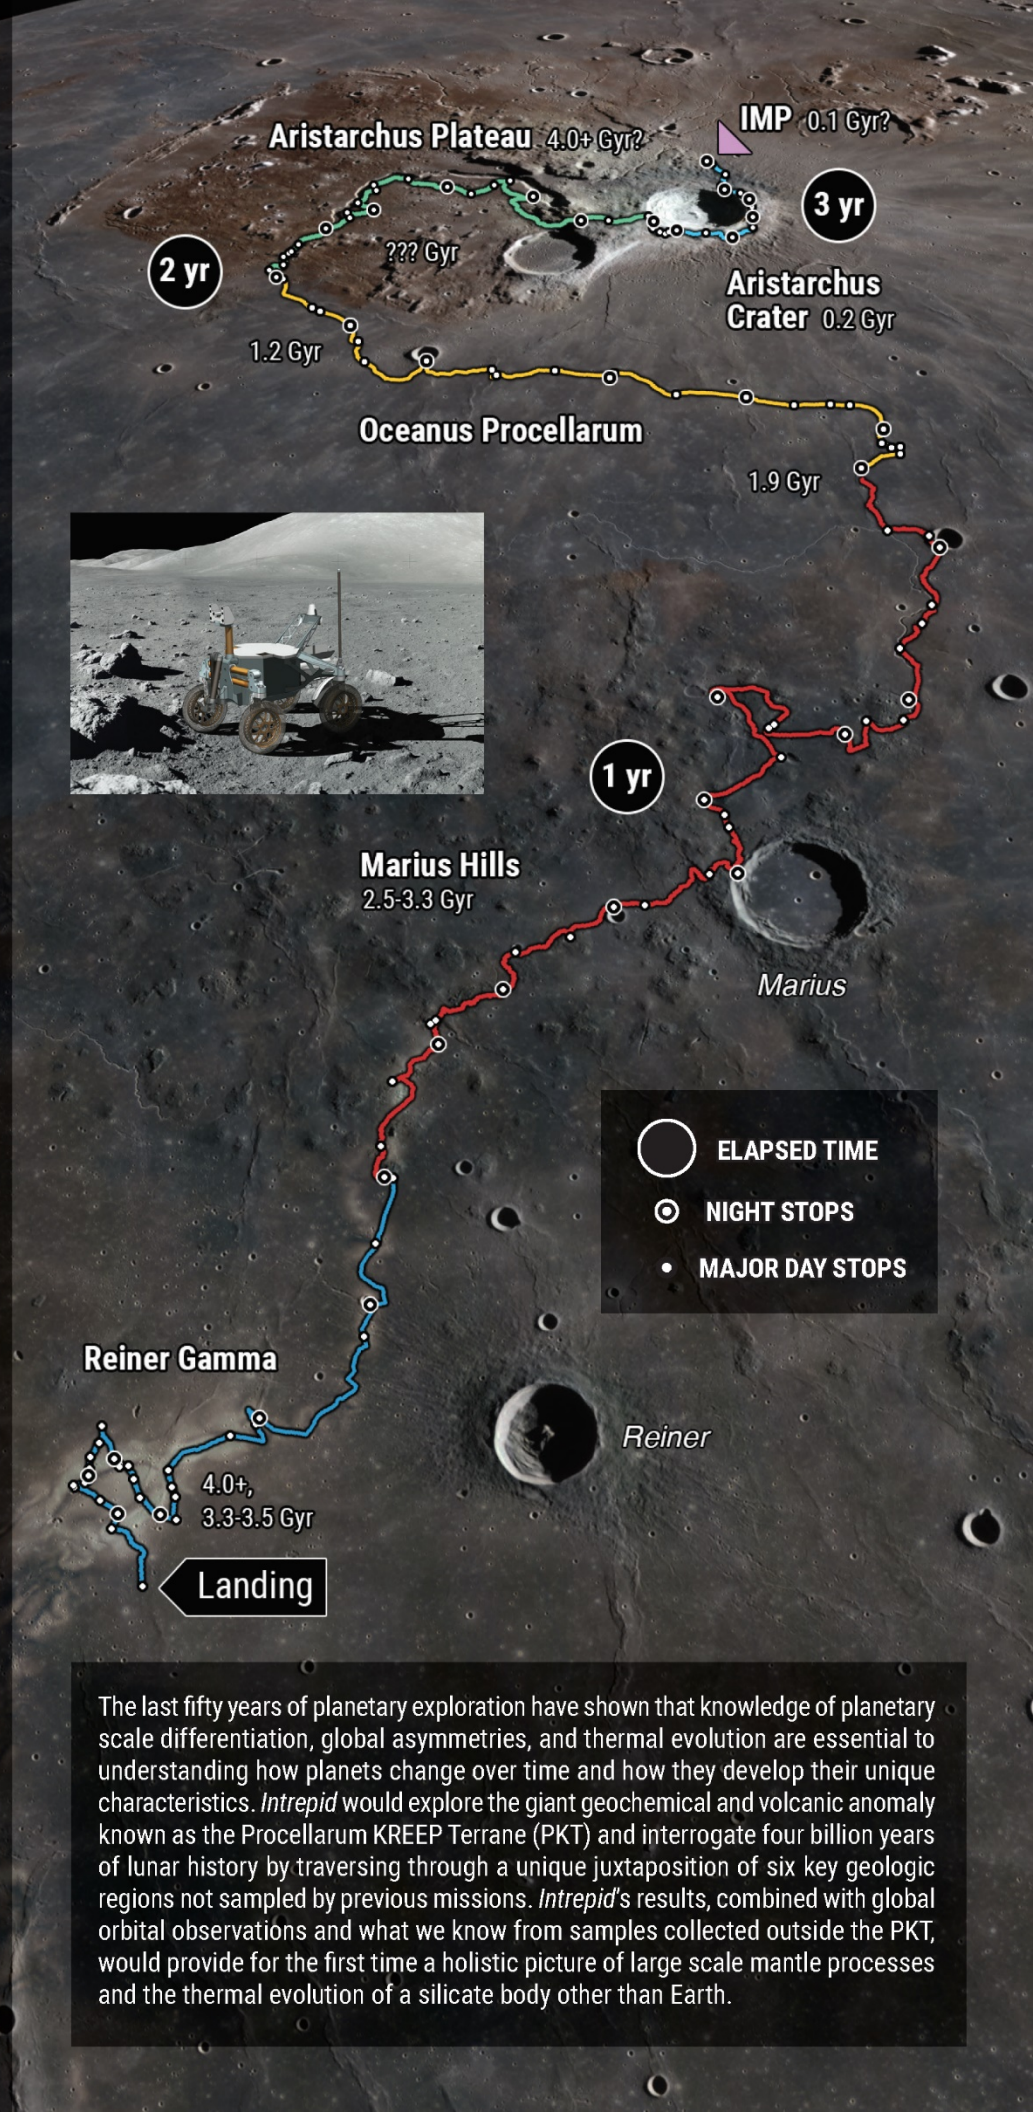 IMP 0.1 Gyr?
Aristarchus Plateau 4.0+ Gyr?
3 yr
??? Gyr
2 yr
Aristarchus
Crater 0.2 Gyr
1.2 Gyr
Oceanus Procellarum
1.9 Gyr
1 yr
Marius Hills
2.5-3.3 Gyr
Marius
ELAPSED TIME
NIGHT STOPS
MAJOR DAY STOPS
Reiner Gamma
Reiner
4.0+,
3.3-3.5 Gyr
Landing
The last fifty years of planetary exploration have shown that knowledge of planetary
scale differentiation, global asymmetries, and thermal evolution are essential to
understanding how planets change over time and how they develop their unique
characteristics. Intrepid would explore the giant geochemical and volcanic anomaly
known as the Procellarum KREEP Terrane (PKT) and interrogate four billion years
of lunar history by traversing through a unique juxtaposition of six key geologic
regions not sampled by previous missions. Intrepid's results, combined with global
orbital observations and what we know from samples collected outside the PKT,
would provide for the first time a holistic picture of large scale mantle processes
and the thermal evolution of a silicate body other than Earth.